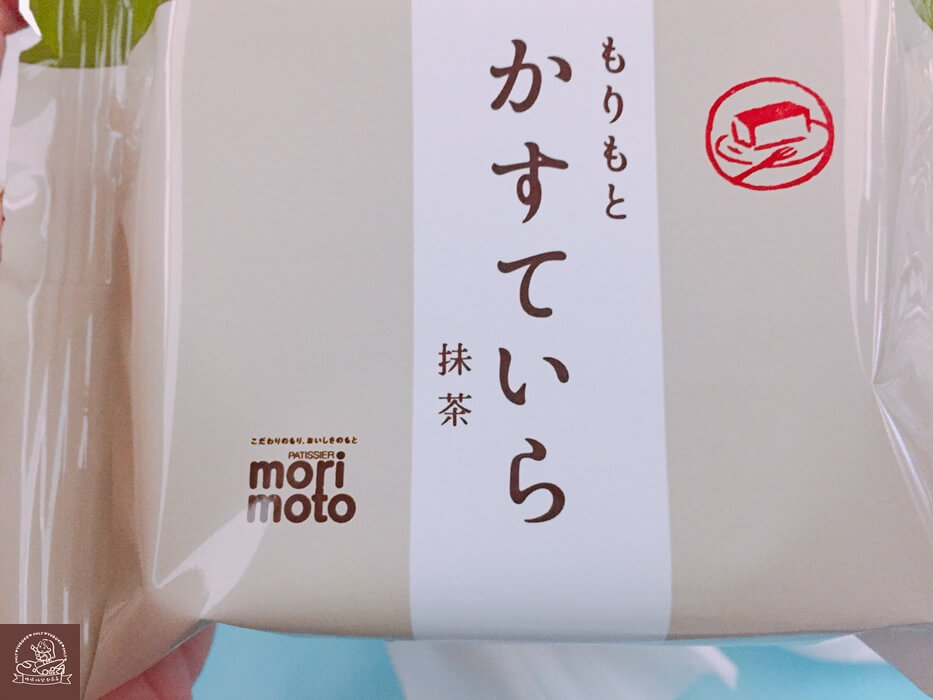 もりもと
かすていら
抹茶
こだわりのもり、おいしさのもと
PATISSIER
mori
moto